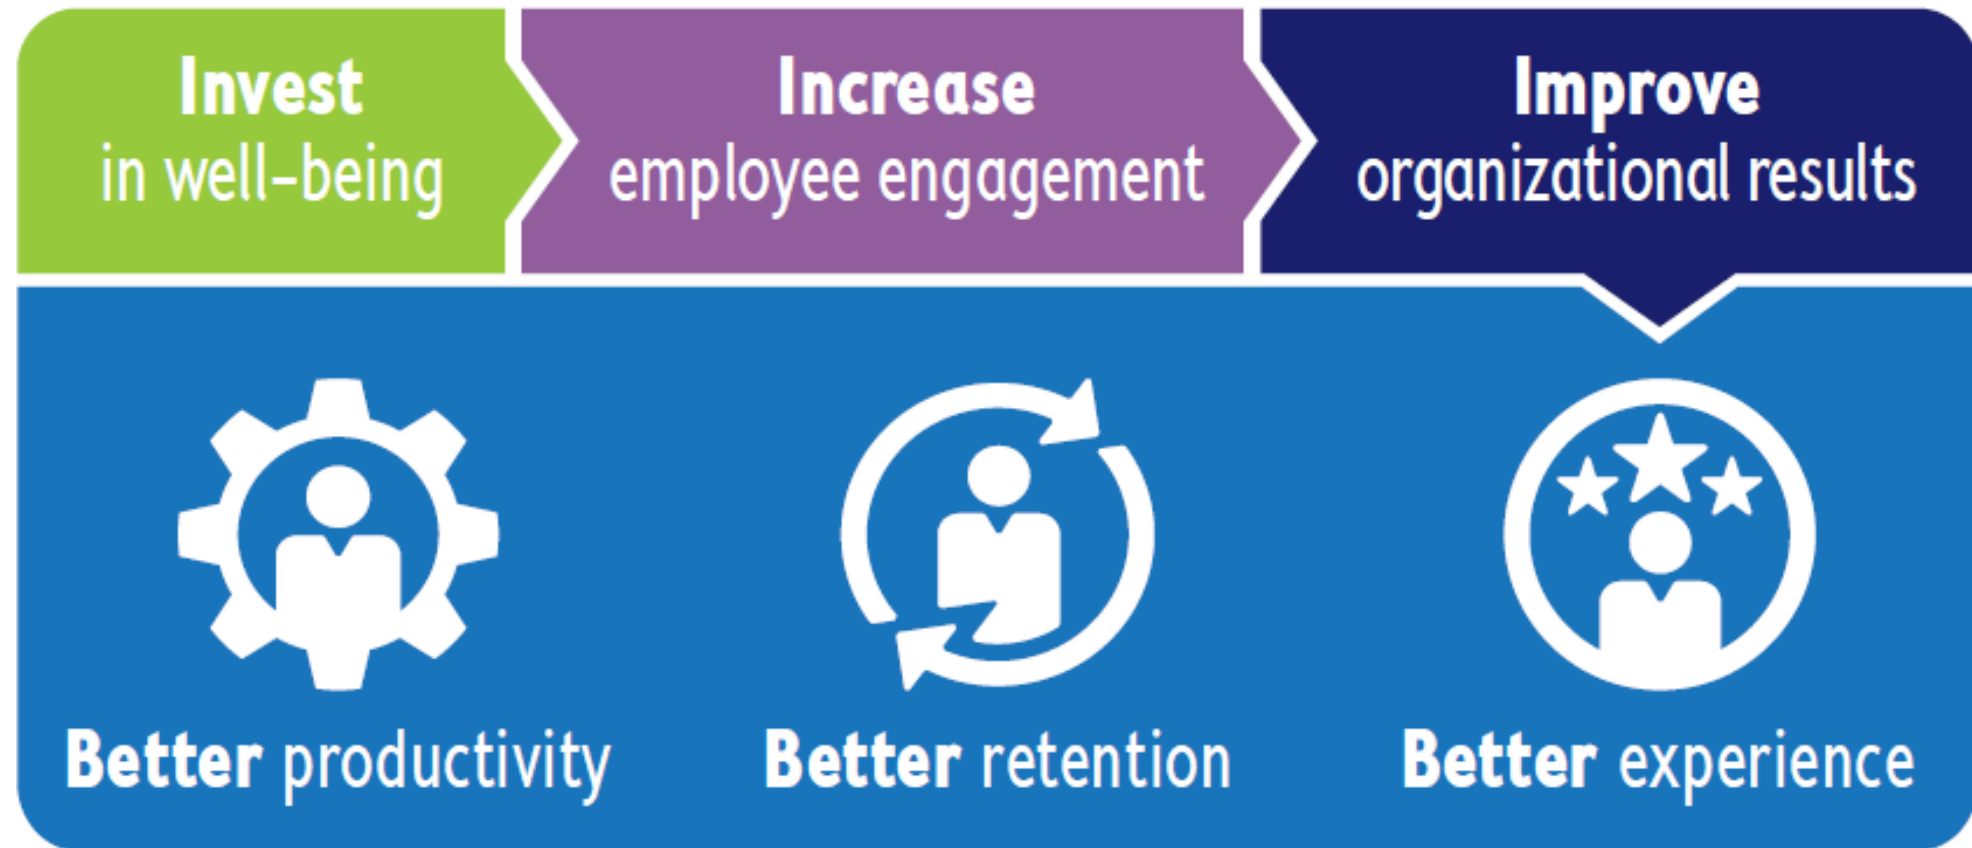 Invest
in well-being
Increase
employee engagement
Improve
organizational results
Better productivity
Better retention
Better experience